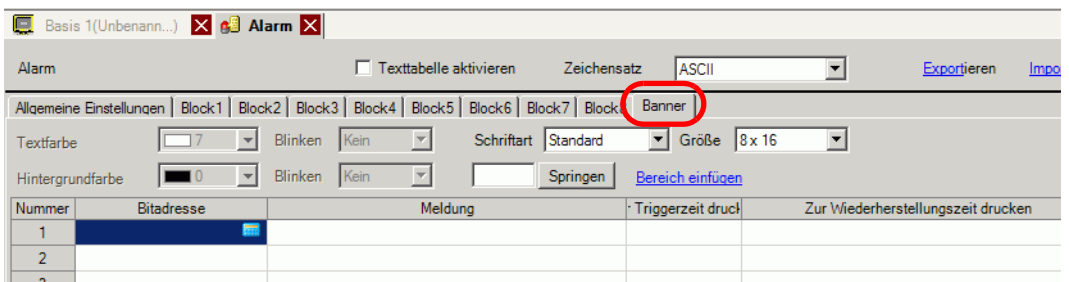 Basis 1(Unbenann...) Alarm
Alarm Texttabelle aktivieren Zeichensatz ASCII Exportieren Impo
Allgemeine Einstellungen Block1 Block2 Block3 Block4 Block5 Block6 Block7 Block Banner
Textfarbe 7 Blinken Kein Schriftart Standard Größe 8 x 16
Hintergrundfarbe 0 Blinken Kein Springen Bereich einfügen
Nummer Bitadresse Meldung Triggerzeit druck Zur Wiederherstellungszeit drucken
1
2